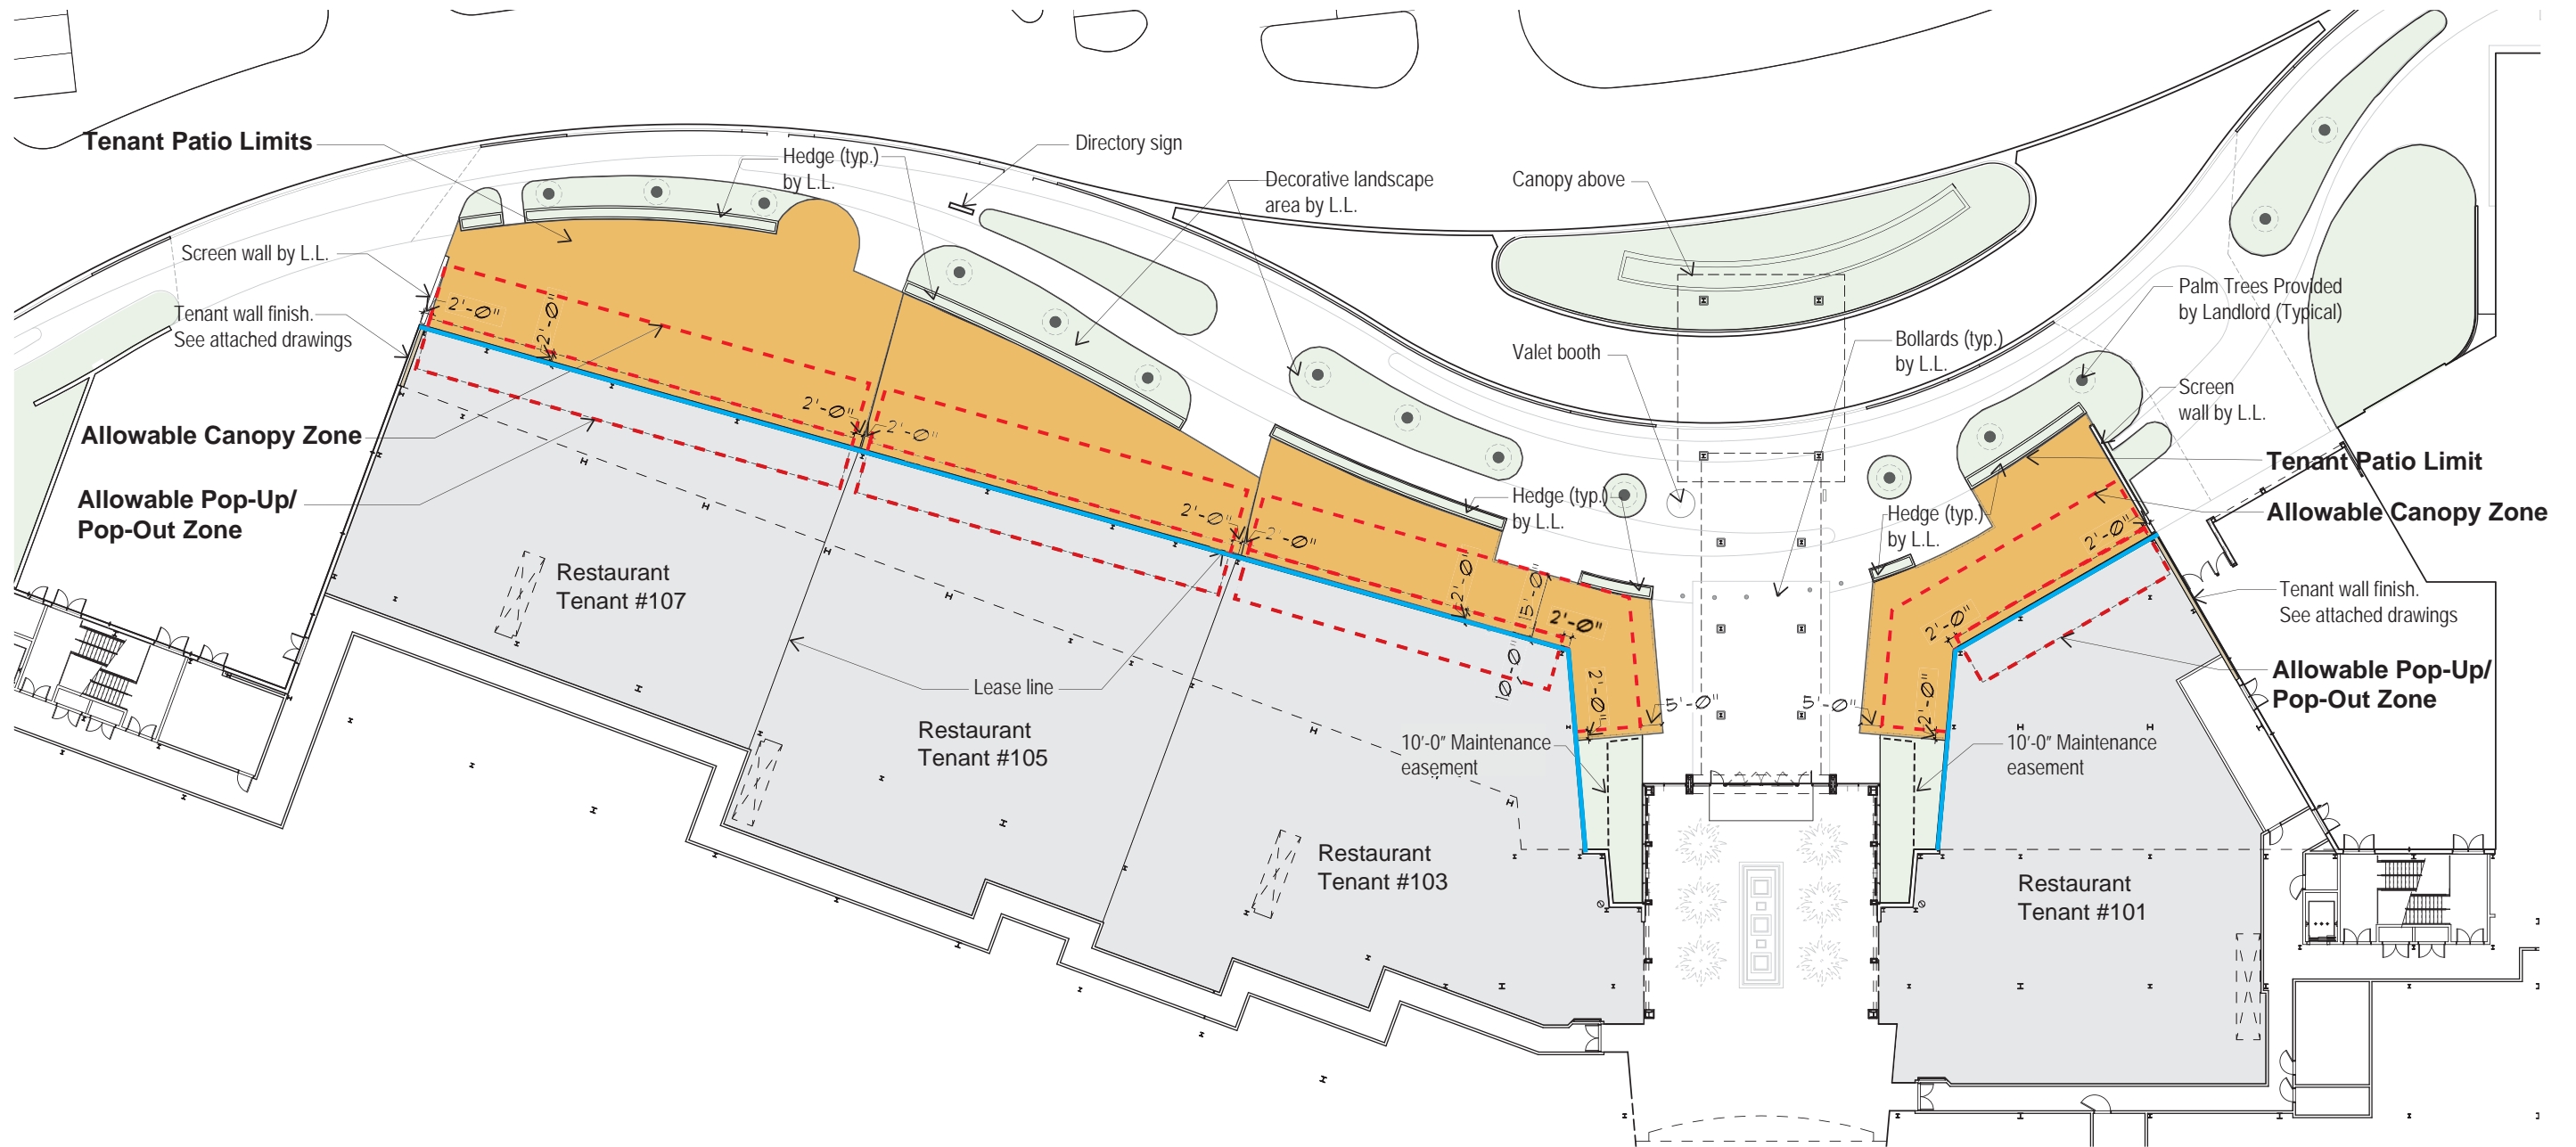 Tenant Patio Limits
Hedge (typ.)
by L.L.
Directory sign
Decorative landscape
area by L.L.
Canopy above
Screen wall by L.L.
Tenant wall finish.
See attached drawings
Palm Trees Provided
by Landlord (Typical)
Valet booth
Bollards (typ.)
by L.L.
Screen
wall by L.L.
2'-0"
2'-0"
2'-0"
2'-0"
Allowable Canopy Zone
Allowable Pop-Up/
Pop-Out Zone
Tenant Patio Limit
Allowable Canopy Zone
Hedge (typ.)
by L.L.
Hedge (typ.)
by L.L.
2'-0"
2'-0"
2'-0"
2'-0"
15'-0"
2'-0"
10'-0"
2'-0"
2'-0"
Restaurant
Tenant #107
Tenant wall finish.
See attached drawings
Lease line
Allowable Pop-Up/
Pop-Out Zone
5'-0"
5'-0"
2'-0"
Restaurant
Tenant #105
10'-0" Maintenance
easement
10'-0" Maintenance
easement
Restaurant
Tenant #103
Restaurant
Tenant #101